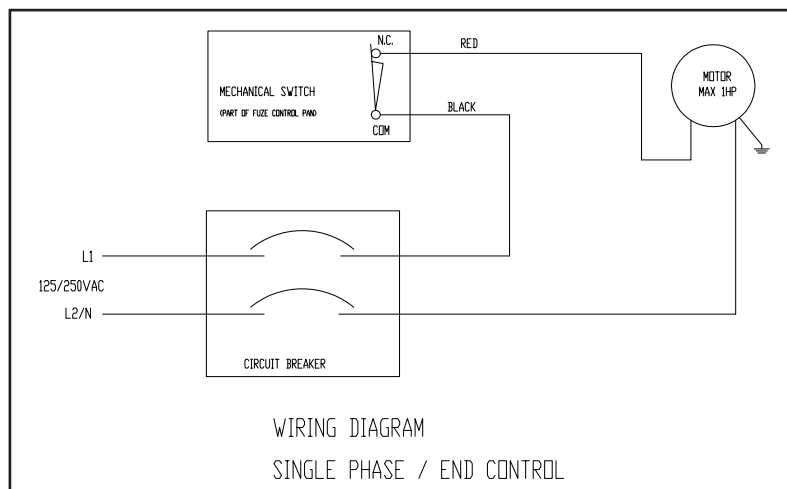 N.C.
RED
MECHANICAL SWITCH
(PART OF FUZE CONTROL PAN)
MOTOR
MAX 1HP
BLACK
COM
L1
125/250VAC
L2/N
CIRCUIT BREAKER
WIRING DIAGRAM
SINGLE PHASE / END CONTROL